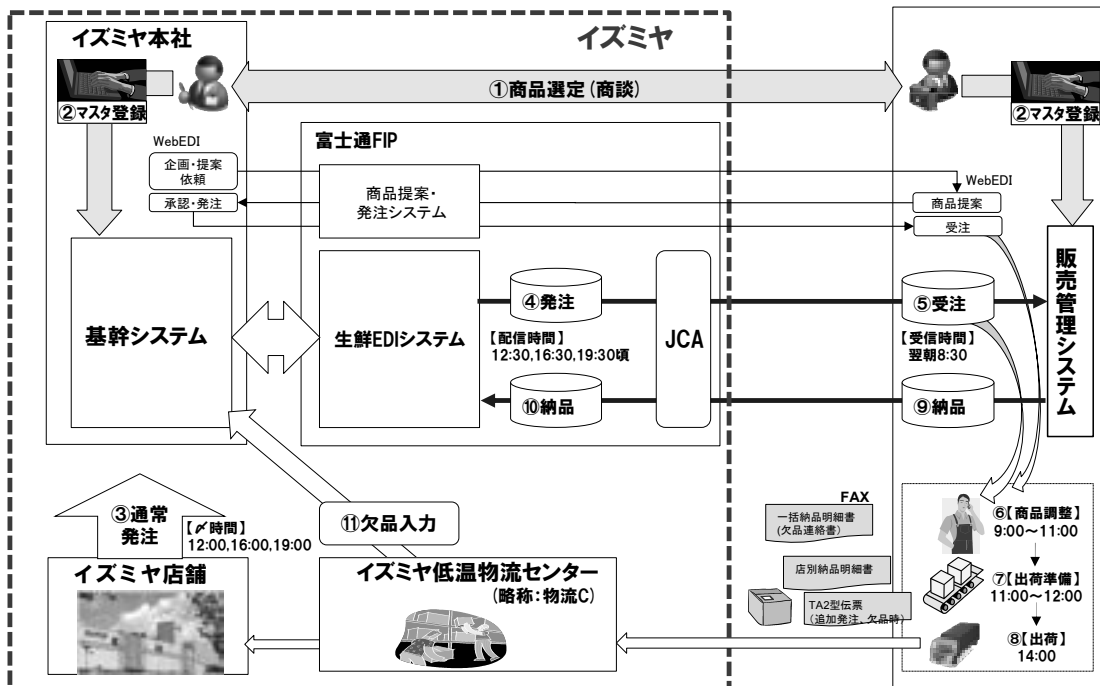 イズミヤ本社
イズミヤ
①商品選定(商談)
②マスタ登録
②マスタ登録
WebEDI
企画・提案
依頼
承認・発注
富士通FIP
商品提案・
発注システム
WebEDI
商品提案
受注
基幹システム
生鮮EDIシステム
④発注
【配信時間】
12:30,16:30,19:30頃
⑩納品
JCA
⑤受注
【受信時間】
翌朝8:30
⑨納品
販売管理システム
③通常
発注
【〆時間】
12:00,16:00,19:00
⑪欠品入力
イズミヤ店舗
イズミヤ低温物流センター
(略称:物流C)
FAX
一括納品明細書
(欠品連絡書)
店別納品明細書
TA2型伝票
(追加発注、欠品時)
⑥【商品調整】
9:00~11:00
⑦【出荷準備】
11:00~12:00
⑧【出荷】
14:00